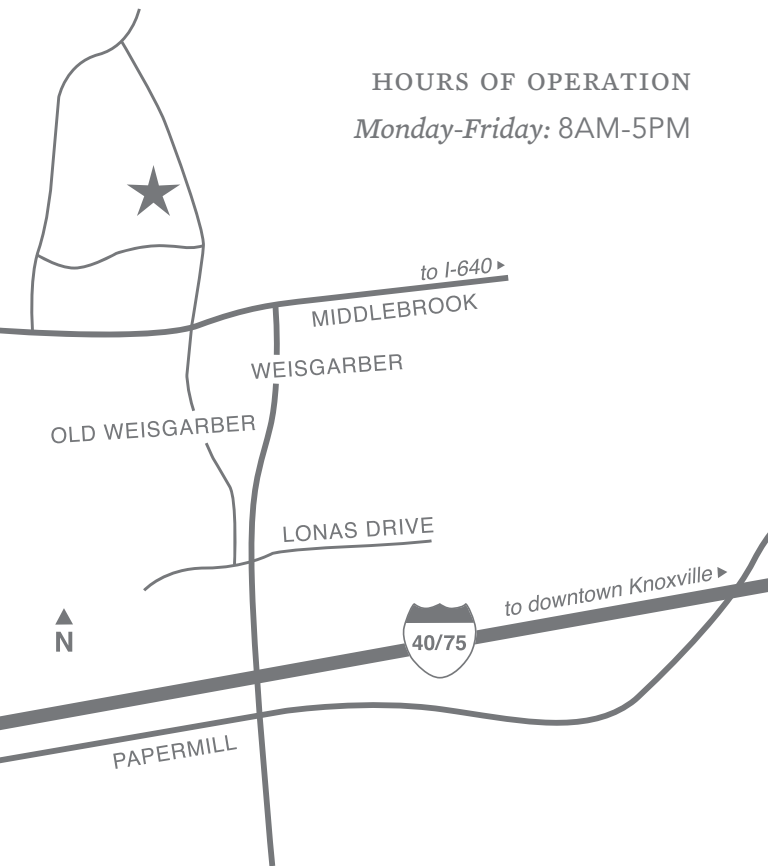 HOURS OF OPERATION
Monday-Friday: 8AM-5PM
to I-640
MIDDLEBROOK
WEISGARBER
OLD WEISGARBER
LONAS DRIVE
to downtown Knoxville
N
40/75
PAPERMILL